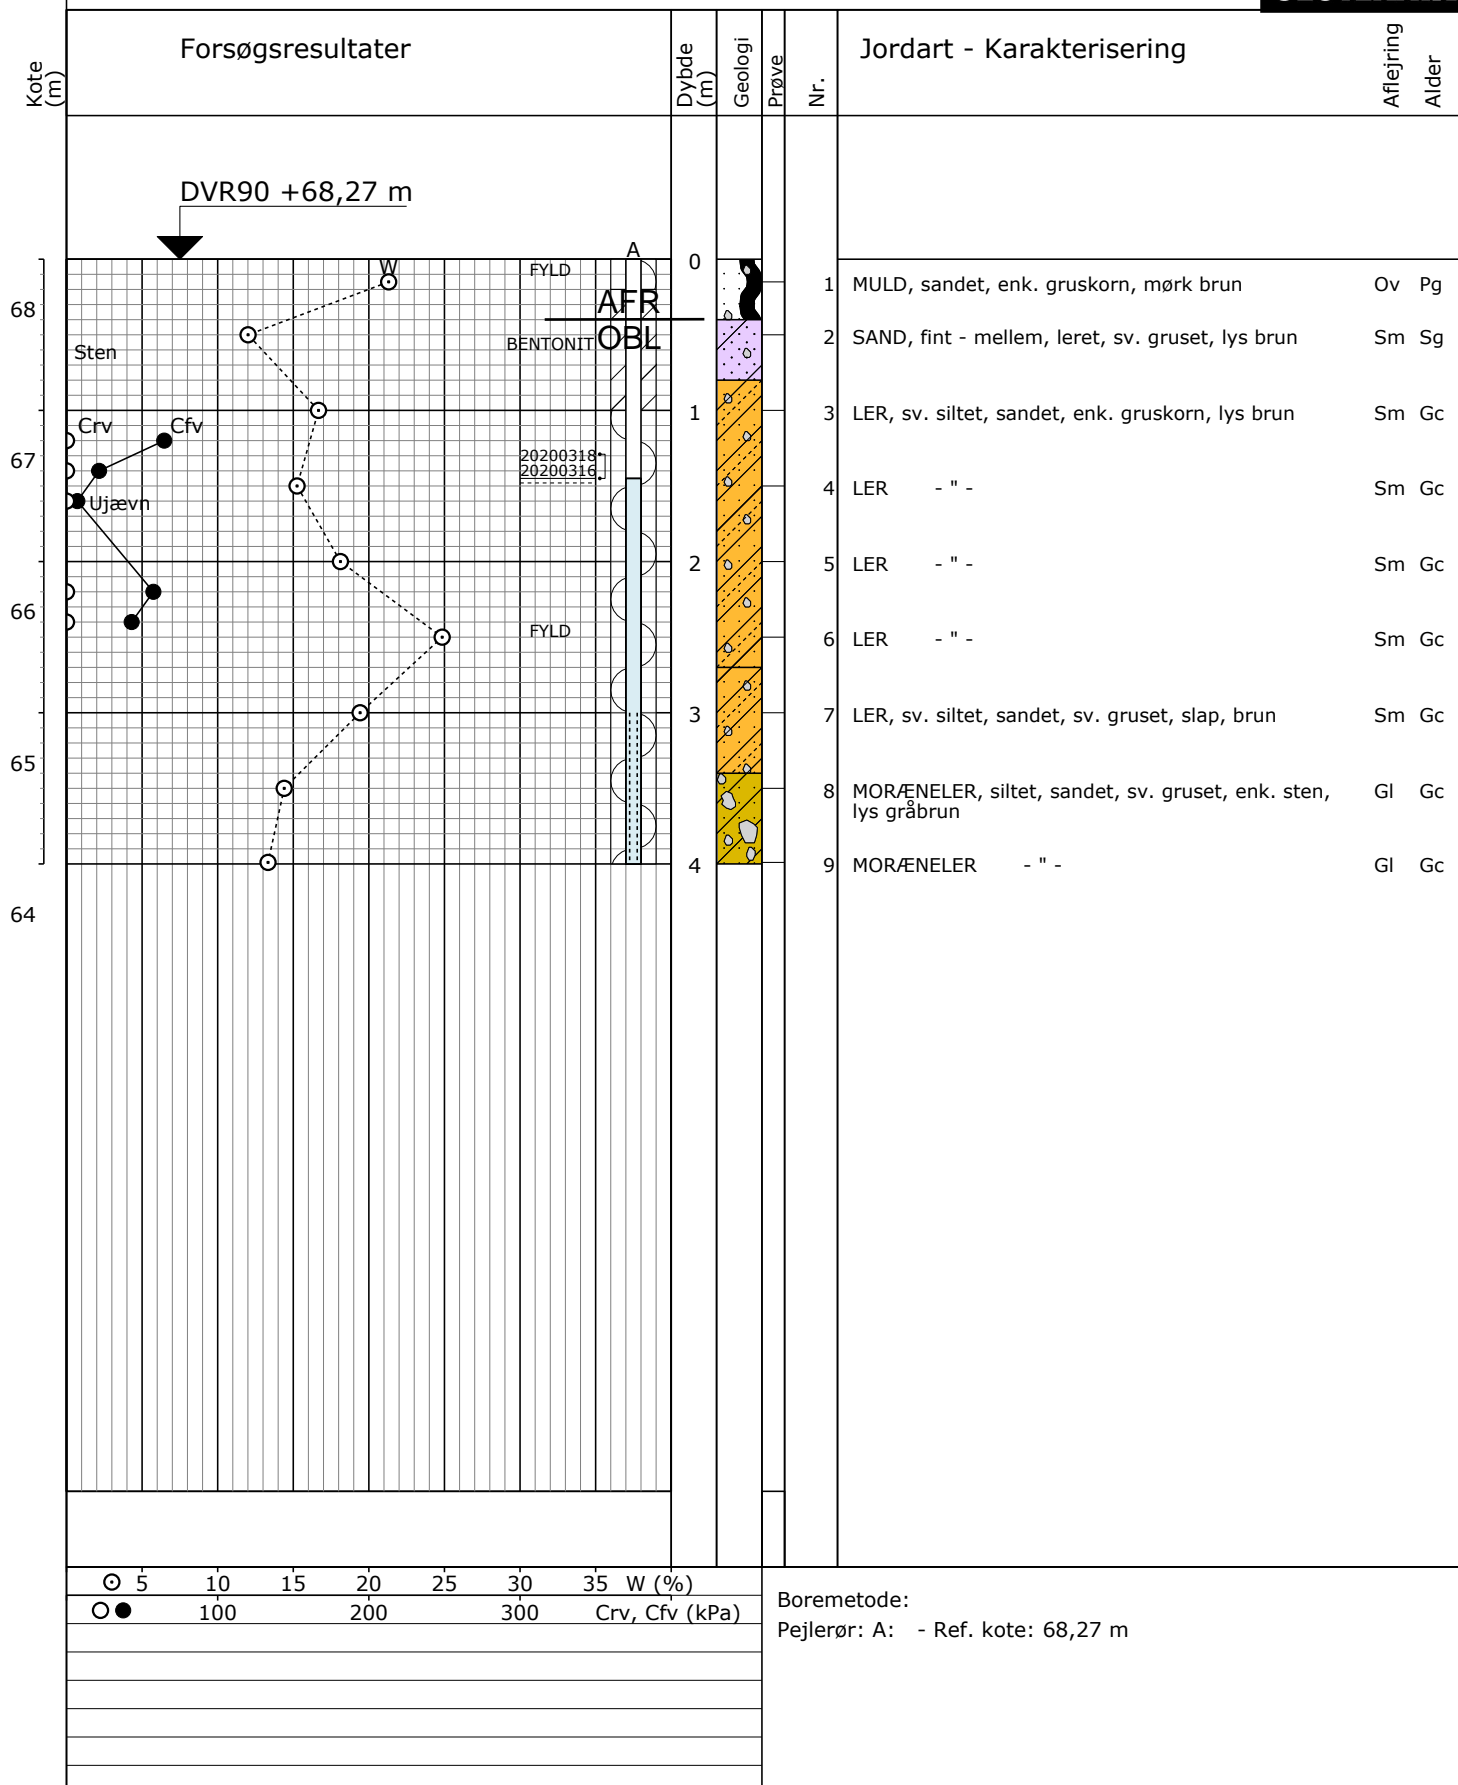 Kote (m)
Forsøgsresultater
Dybde (m)
Geologi
Prøve
Nr.
Jordart - Karakterisering
Aflejring
Alder
DVR90 +68,27 m
A
W
FYLD
0
1 MULD, sandet, enk. gruskorn, mørk brun Ov Pg
68
AFR
OBL
BENTONIT
2 SAND, fint - mellem, leret, sv. gruset, lys brun Sm Sg
Sten
1
3 LER, sv. siltet, sandet, enk. gruskorn, lys brun Sm Gc
Crv Cfv
67
20200318
20200316
4 LER - " - Sm Gc
Ujævn
2
5 LER - " - Sm Gc
66
FYLD
6 LER - " - Sm Gc
3
7 LER, sv. siltet, sandet, sv. gruset, slap, brun Sm Gc
65
8 MORÆNELER, siltet, sandet, sv. gruset, enk. sten, Gl Gc
lys gråbrun
4
9 MORÆNELER - " - Gl Gc
64
5 10 15 20 25 30 35 W (%)
100 200 300 Crv, Cfv (kPa)
Boremetode:
Pejlerør: A: - Ref. kote: 68,27 m